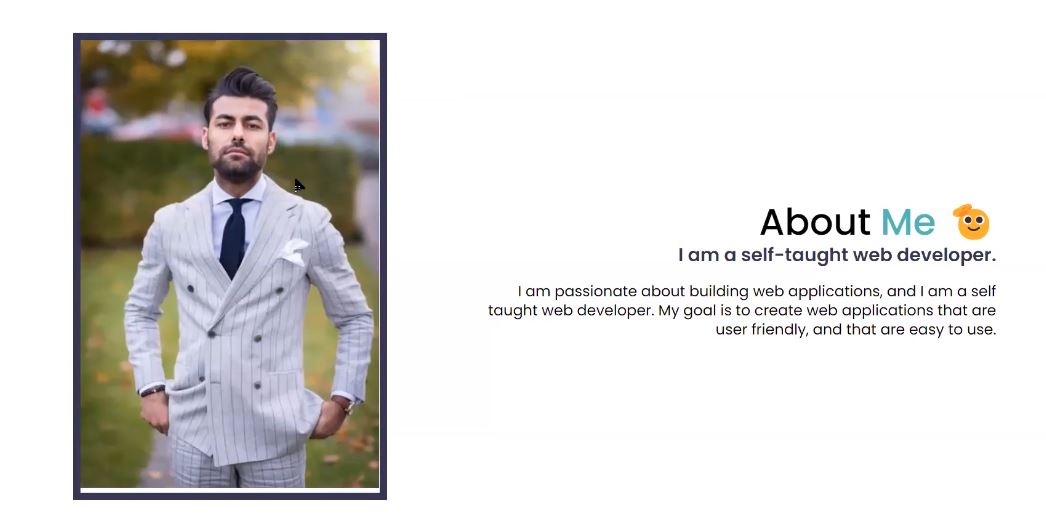 About Me
I am a self-taught web developer.
I am passionate about building web applications, and I am a self
taught web developer. My goal is to create web applications that are
user friendly, and that are easy to use.